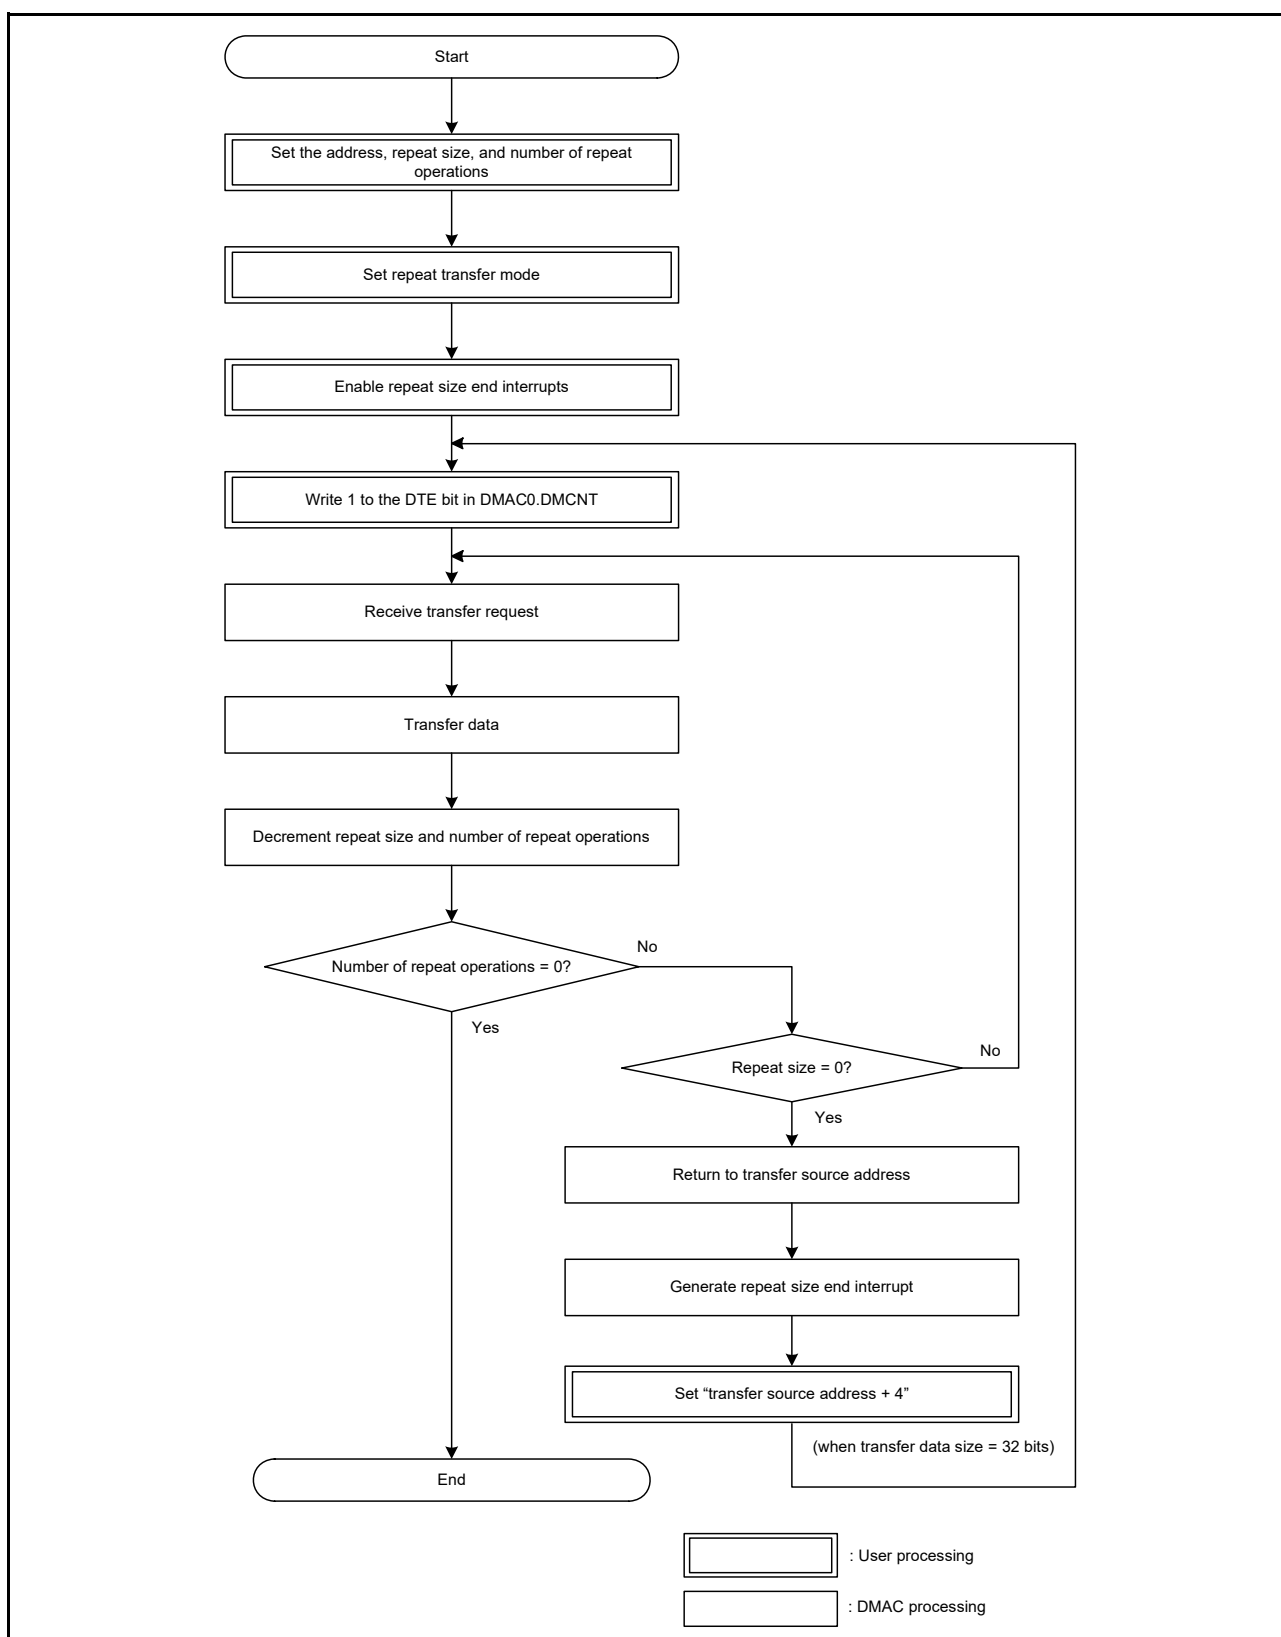 Start
Set the address, repeat size, and number of repeat
operations
Set repeat transfer mode
Enable repeat size end interrupts
Write 1 to the DTE bit in DMAC0.DMCNT
Receive transfer request
Transfer data
Decrement repeat size and number of repeat operations
Number of repeat operations = 0?
No
Yes
Repeat size = 0?
No
Yes
Return to transfer source address
Generate repeat size end interrupt
Set “transfer source address + 4”
(when transfer data size = 32 bits)
End
: User processing
: DMAC processing